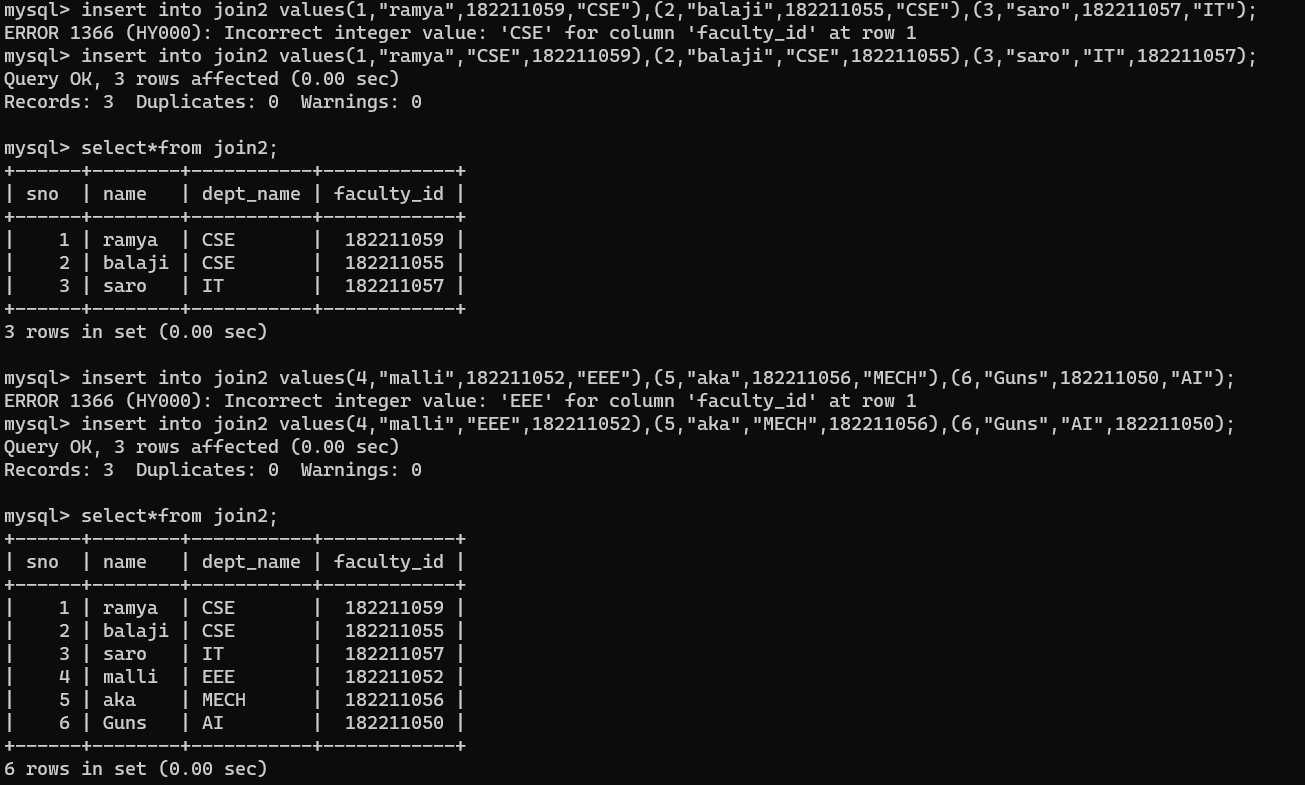 mysql> insert into join2 values(1,"ramya",182211059,"CSE"),(2,"balaji",182211055,"CSE"),(3,"saro",182211057,"IT");
ERROR 1366 (HY000): Incorrect integer value: 'CSE' for column 'faculty_id' at row 1
mysql> insert into join2 values(1,"ramya","CSE",182211059),(2,"balaji","CSE",182211055),(3,"saro","IT",182211057);
Query OK, 3 rows affected (0.00 sec)
Records: 3  Duplicates: 0  Warnings: 0

mysql> select*from join2;
+------+--------+-----------+------------+
| sno  | name   | dept_name | faculty_id |
+------+--------+-----------+------------+
|    1 | ramya  | CSE       |  182211059 |
|    2 | balaji | CSE       |  182211055 |
|    3 | saro   | IT        |  182211057 |
+------+--------+-----------+------------+
3 rows in set (0.00 sec)

mysql> insert into join2 values(4,"malli",182211052,"EEE"),(5,"aka",182211056,"MECH"),(6,"Guns",182211050,"AI");
ERROR 1366 (HY000): Incorrect integer value: 'EEE' for column 'faculty_id' at row 1
mysql> insert into join2 values(4,"malli","EEE",182211052),(5,"aka","MECH",182211056),(6,"Guns","AI",182211050);
Query OK, 3 rows affected (0.00 sec)
Records: 3  Duplicates: 0  Warnings: 0

mysql> select*from join2;
+------+--------+-----------+------------+
| sno  | name   | dept_name | faculty_id |
+------+--------+-----------+------------+
|    1 | ramya  | CSE       |  182211059 |
|    2 | balaji | CSE       |  182211055 |
|    3 | saro   | IT        |  182211057 |
|    4 | malli  | EEE       |  182211052 |
|    5 | aka    | MECH      |  182211056 |
|    6 | Guns   | AI        |  182211050 |
+------+--------+-----------+------------+
6 rows in set (0.00 sec)